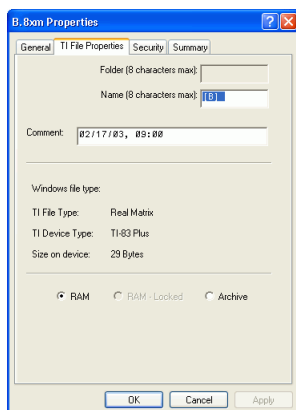 B.8xm Properties
General TI File Properties Security Summary
Folder (8 characters max):
Name (8 characters max): [B]
Comment: 02/17/03, 09:00
Windows file type:
TI File Type: Real Matrix
TI Device Type: TI-83 Plus
Size on device: 29 Bytes
RAM RAM - Locked Archive
OK Cancel Apply